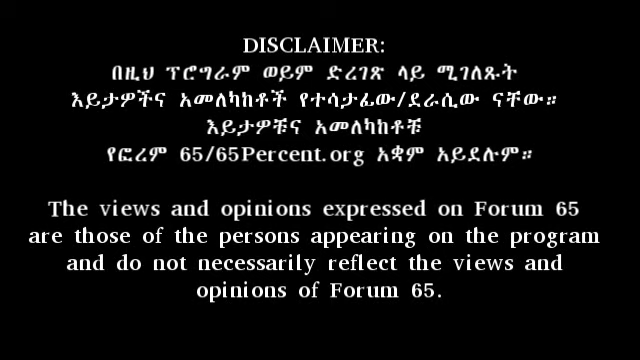 DISCLAIMER:
በዚህ ፕሮግራም ወይም ድረገጽ ላይ ሚገለጹት
እይታዎችና አመለካከቶች የተሳታፊው/ደራሲው ናቸው።
እይታዎቹና አመለካከቶቹ
የፎረም 65/65Percent.org አቋም አይደሉም።
The views and opinions expressed on Forum 65
are those of the persons appearing on the program
and do not necessarily reflect the views and
opinions of Forum 65.